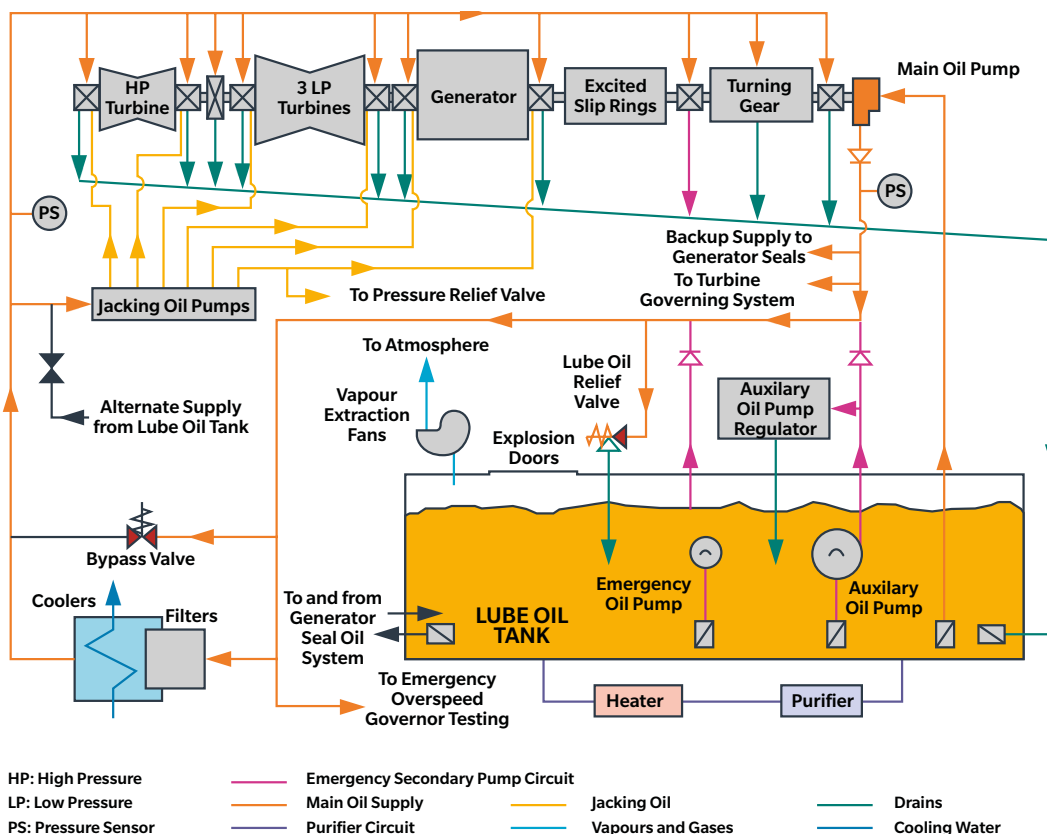 Main Oil Pump
HP
Turbine
3 LP
Turbines
Generator
Excited
Slip Rings
Turning
Gear
PS
PS
Backup Supply to
Generator Seals
To Turbine
Governing System
Jacking Oil Pumps
To Pressure Relief Valve
To Atmosphere
Vapour
Extraction
Fans
Lube Oil
Relief
Valve
Auxilary
Oil Pump
Regulator
Alternate Supply
from Lube Oil Tank
Explosion
Doors
Bypass Valve
Coolers
Filters
To and from
Generator
Seal Oil
System
LUBE OIL
TANK
Emergency
Oil Pump
Auxilary
Oil Pump
To Emergency
Overspeed
Governor Testing
Heater
Purifier
HP: High Pressure
LP: Low Pressure
PS: Pressure Sensor
Emergency Secondary Pump Circuit
Main Oil Supply
Purifier Circuit
Jacking Oil
Vapours and Gases
Drains
Cooling Water